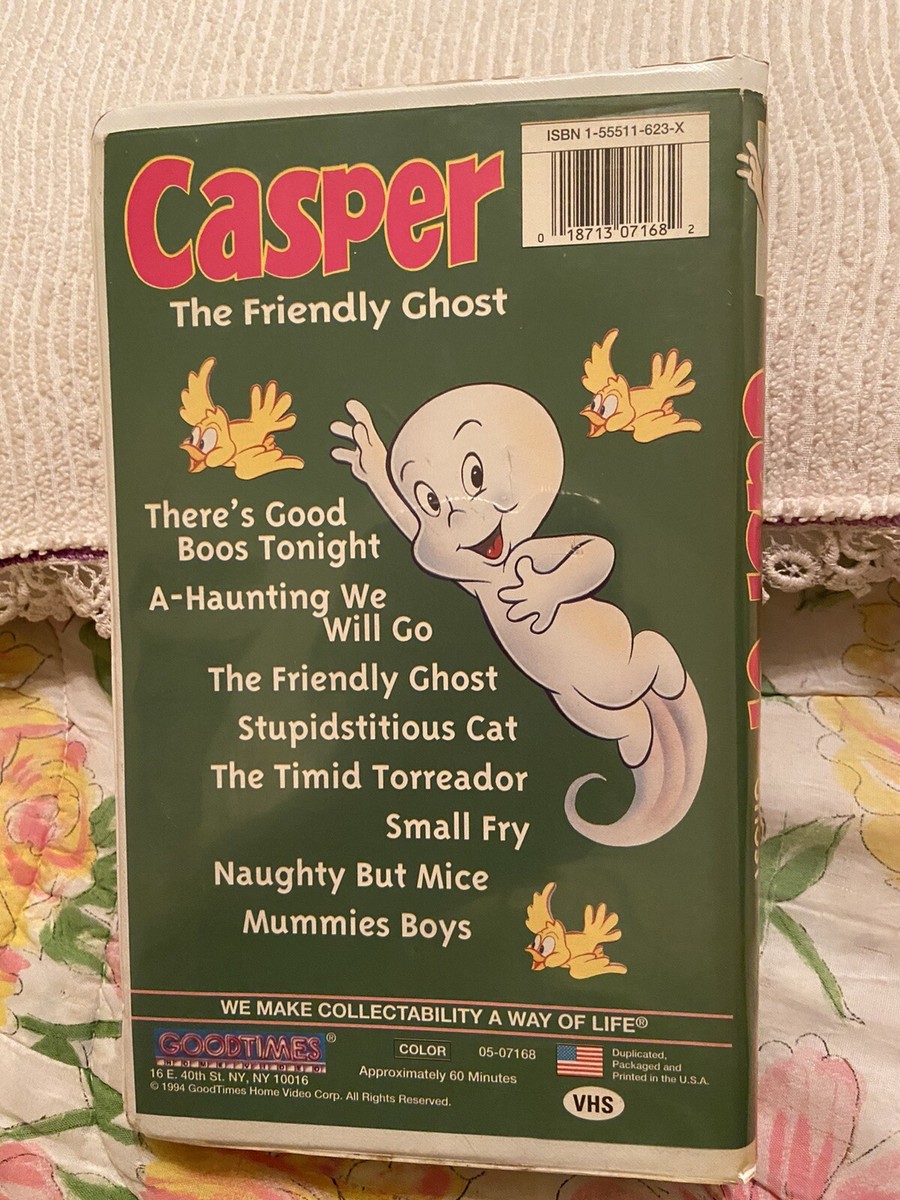 ISBN 1-55511-623-X
0 18713 07168 2
Casper
The Friendly Ghost
There's Good
Boos Tonight
A-Haunting We
Will Go
The Friendly Ghost
Stupidstitious Cat
The Timid Torreador
Small Fry
Naughty But Mice
Mummies Boys
WE MAKE COLLECTABILITY A WAY OF LIFE®
GOODTIMES®
HOME VIDEO
16 E. 40th St. NY, NY 10016
© 1994 GoodTimes Home Video Corp. All Rights Reserved.
COLOR 05-07168
Approximately 60 Minutes
Duplicated,
Packaged and
Printed in the U.S.A.
VHS